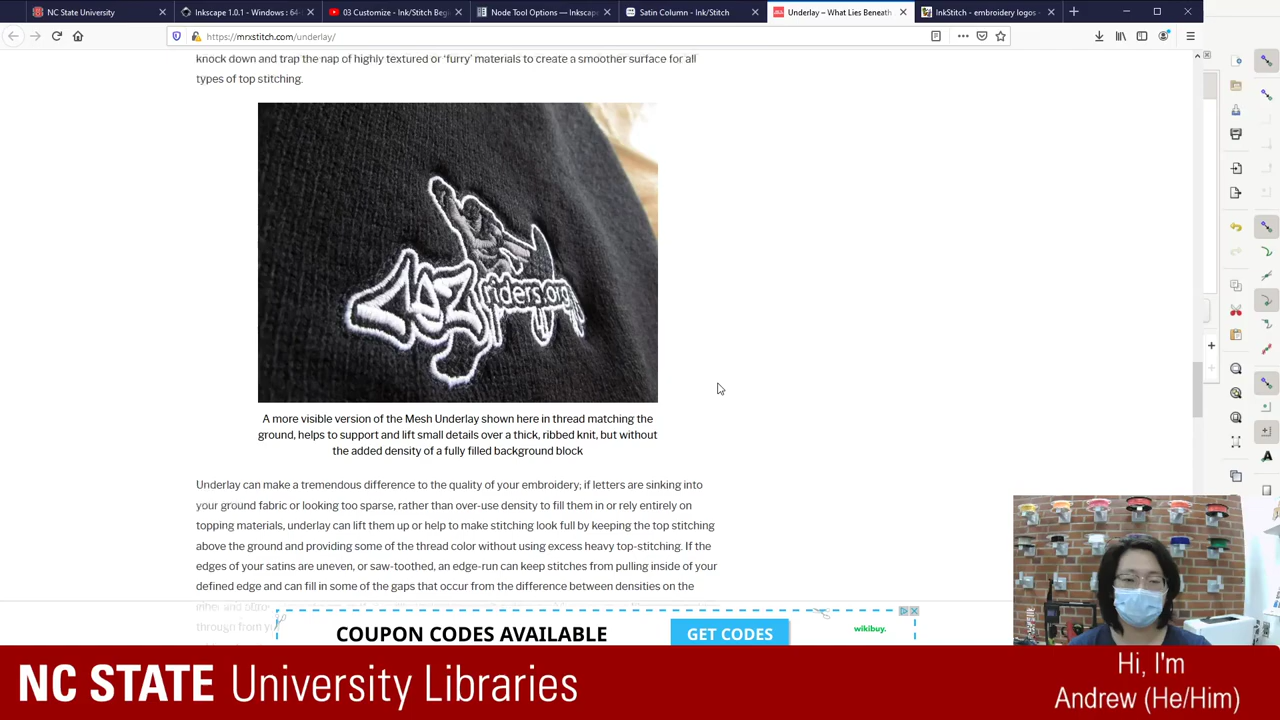 NC State University
Inkscape 1.0.1 - Windows : 64-
03 Customize - Ink/Stitch Beg
Node Tool Options — Inkscape
Satin Column - Ink/Stitch
Underlay – What Lies Beneath
InkStitch - embroidery logos -
https://mrxstitch.com/underlay/
knock down and trap the nap of highly textured or ‘furry’ materials to create a smoother surface for all
types of top stitching.
riders.org
A more visible version of the Mesh Underlay shown here in thread matching the
ground, helps to support and lift small details over a thick, ribbed knit, but without
the added density of a fully filled background block
Underlay can make a tremendous difference to the quality of your embroidery; if letters are sinking into
your ground fabric or looking too sparse, rather than over-use density to fill them in or rely entirely on
topping materials, underlay can lift them up or help to make stitching look full by keeping the top stitching
above the ground and providing some of the thread color without using excess heavy top-stitching. If the
edges of your satins are uneven, or saw-toothed, an edge-run can keep stitches from pulling inside of your
defined edge and can fill in some of the gaps that occur from the difference between densities on the
COUPON CODES AVAILABLE
GET CODES
wikibuy.
NC STATE University Libraries
Hi, I'm
Andrew (He/Him)